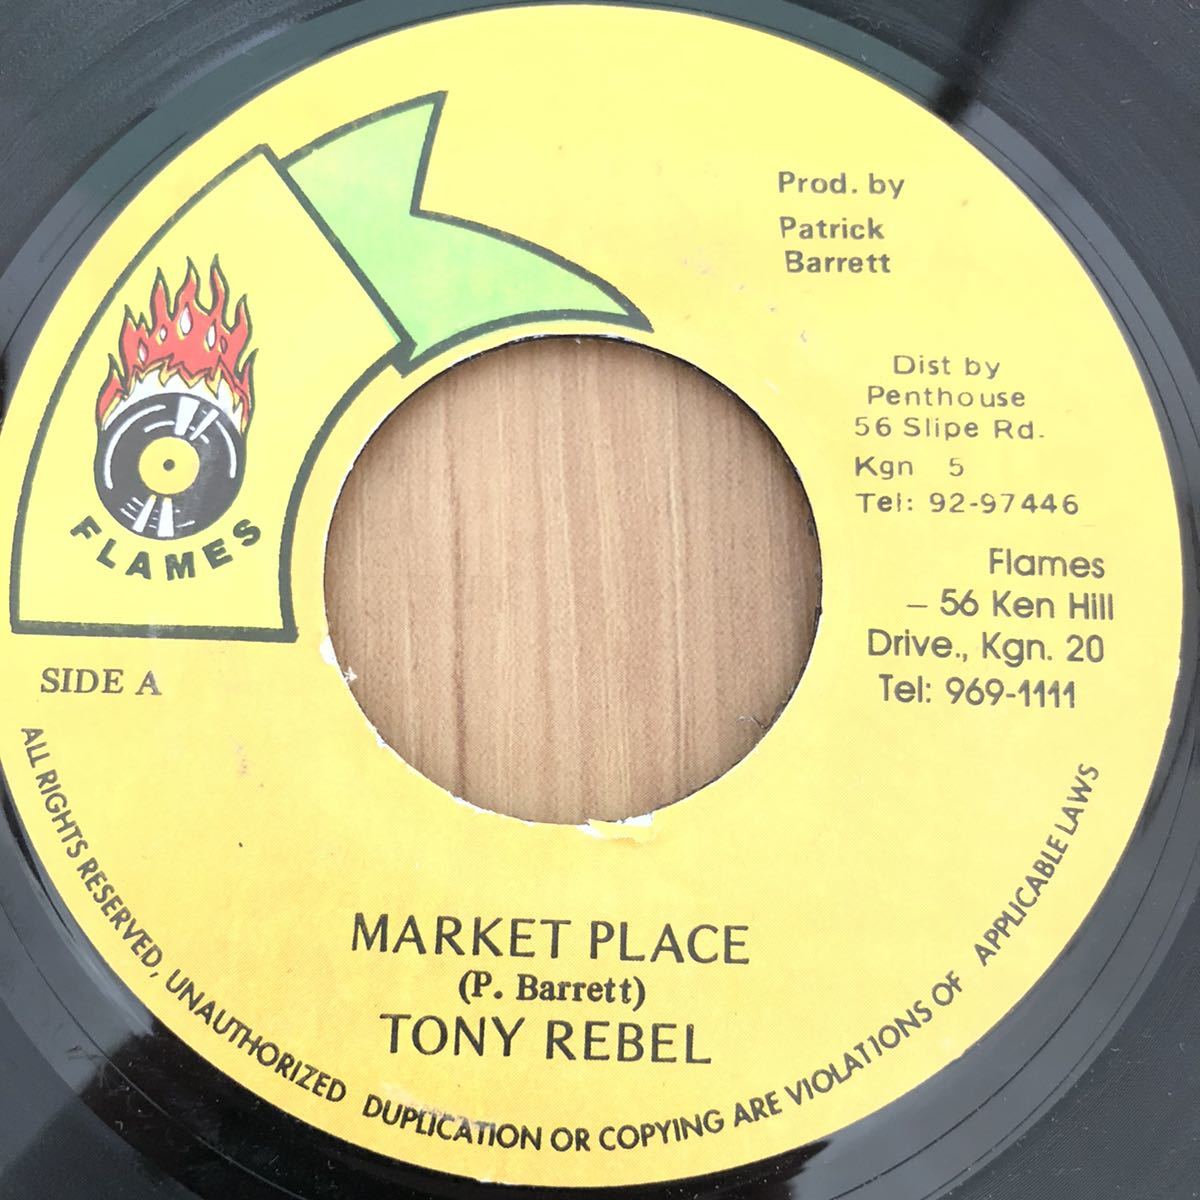 Prod. by
Patrick
Barrett
Dist by
Penthouse
56 Slipe Rd.
Kgn 5
Tel: 92-97446
Flames
– 56 Ken Hill
Drive., Kgn. 20
Tel: 969-1111
FLAMES
SIDE A
MARKET PLACE
(P. Barrett)
TONY REBEL
ALL RIGHTS RESERVED, UNAUTHORIZED DUPLICATION OR COPYING ARE VIOLATIONS OF APPLICABLE LAWS